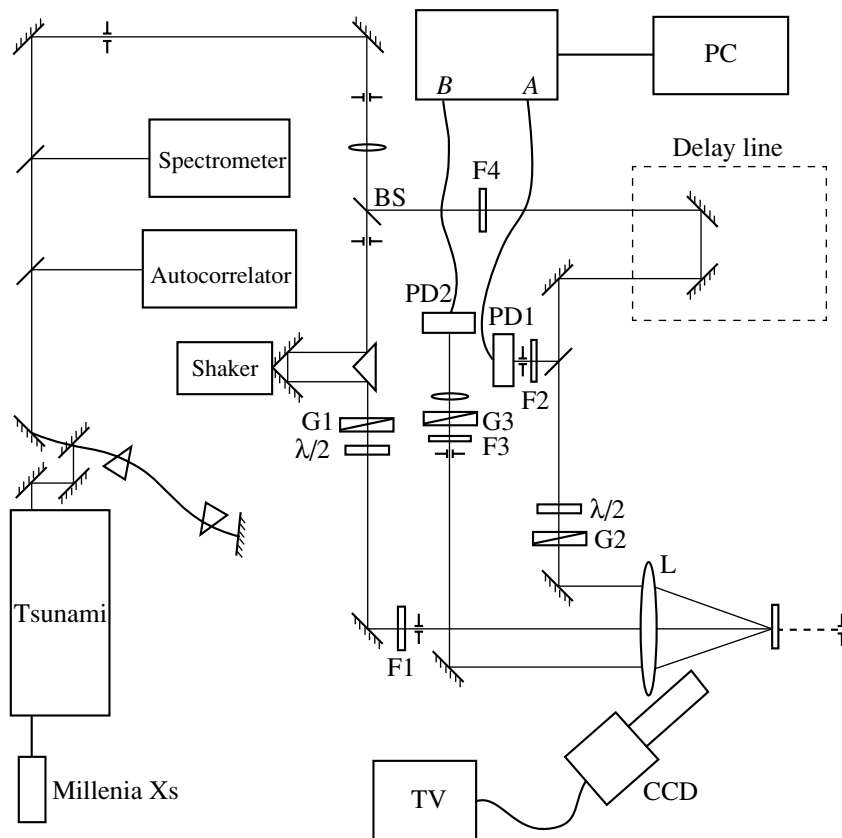 B
A
PC
Spectrometer
Delay line
F4
BS
Autocorrelator
PD2
PD1
Shaker
F2
G1
G3
λ/2
F3
λ/2
G2
L
Tsunami
F1
Millenia Xs
TV
CCD